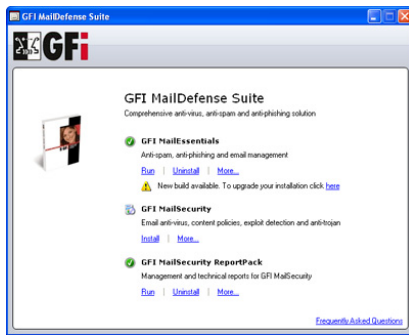 GFI MailDefense Suite
GFi
GFI MailDefense Suite
Comprehensive anti-virus, anti-spam and anti-phishing solution
GFI MailEssentials
Anti-spam, anti-phishing and email management
Run | Uninstall | More...
New build available. To upgrade your installation click here
GFI MailSecurity
Email anti-virus, content policies, exploit detection and anti-trojan
Install | More...
GFI MailSecurity ReportPack
Management and technical reports for GFI MailSecurity
Run | Uninstall | More...
Frequently Asked Questions